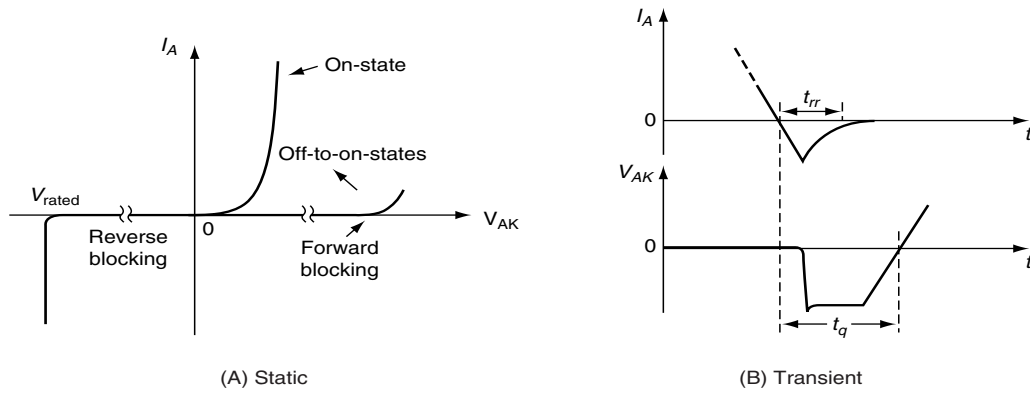 I_A
On-state
Off-to-on-states
V_rated
0
V_AK
Reverse
blocking
Forward
blocking
(A) Static
I_A
t_rr
0
t
V_AK
0
t
t_q
(B) Transient